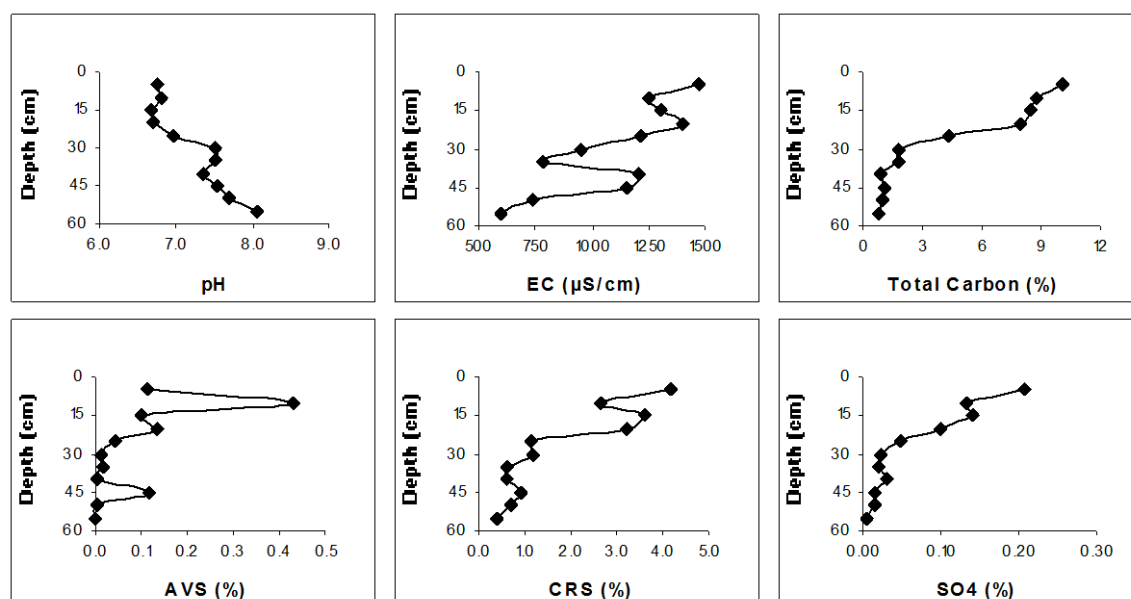 0
15
30
45
60
Depth (cm)
6.0 7.0 8.0 9.0
pH
0
15
30
45
60
Depth (cm)
500 750 1000 1250 1500
EC (µS/cm)
0
15
30
45
60
Depth (cm)
0 3 6 9 12
Total Carbon (%)
0
15
30
45
60
Depth (cm)
0.0 0.1 0.2 0.3 0.4 0.5
AVS (%)
0
15
30
45
60
Depth (cm)
0.0 1.0 2.0 3.0 4.0 5.0
CRS (%)
0
15
30
45
60
Depth (cm)
0.00 0.10 0.20 0.30
SO4 (%)